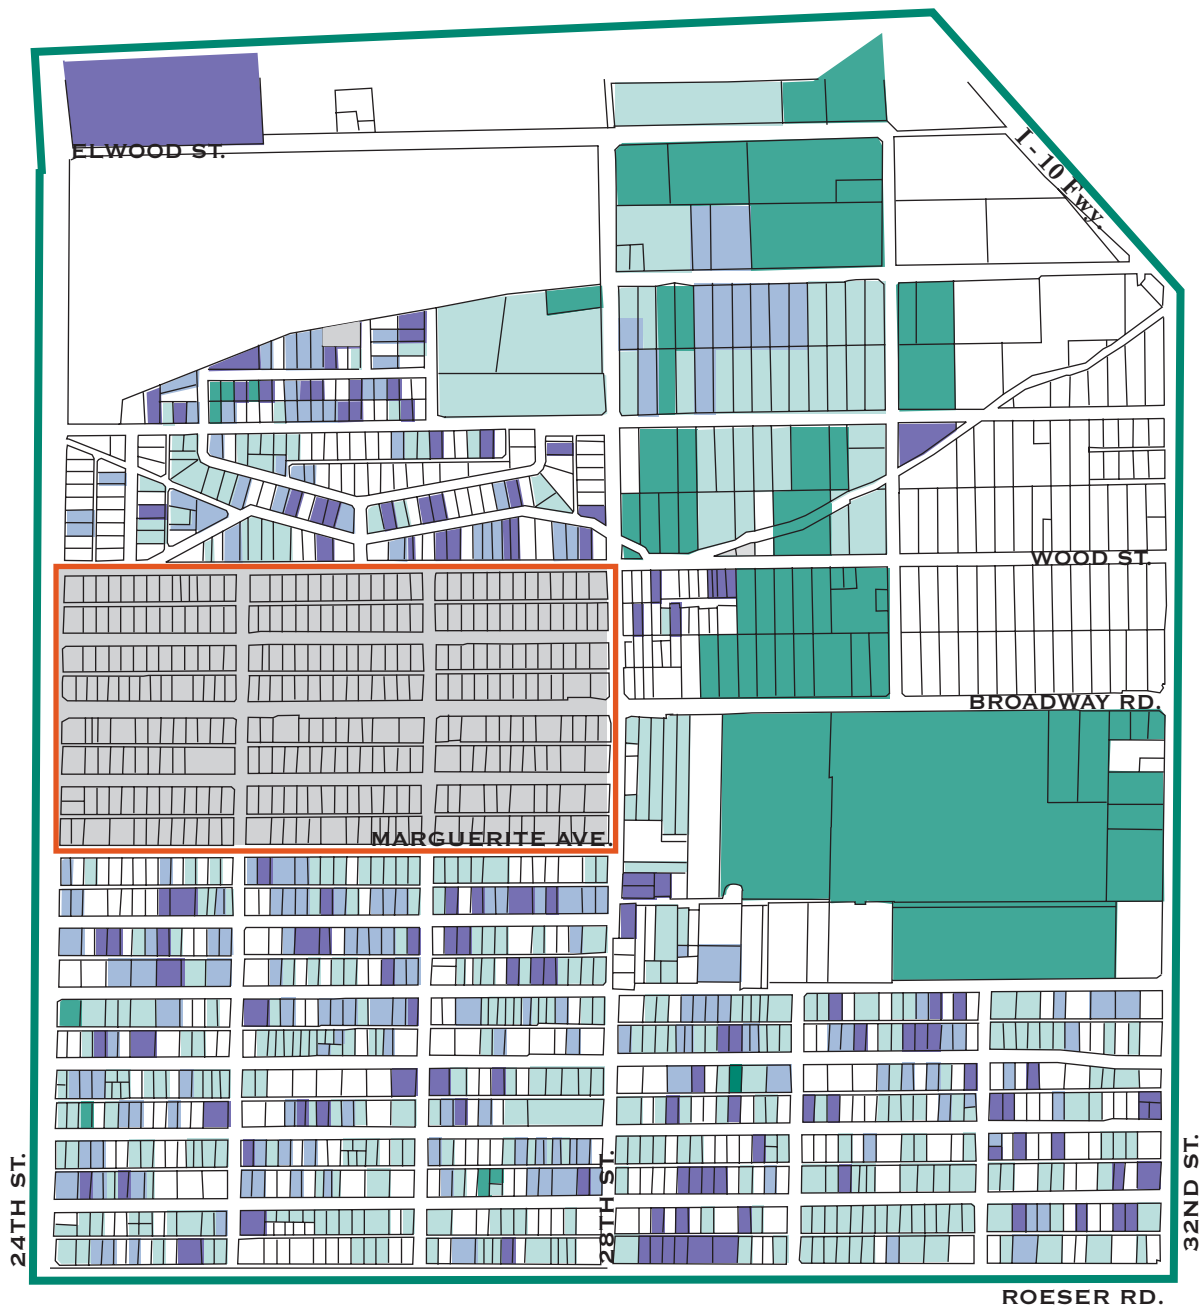 ELWOOD ST.
I - 10 Fwy.
WOOD ST.
BROADWAY RD.
MARGUERITE AVE.
24TH ST.
28TH ST.
32ND ST.
ROESER RD.